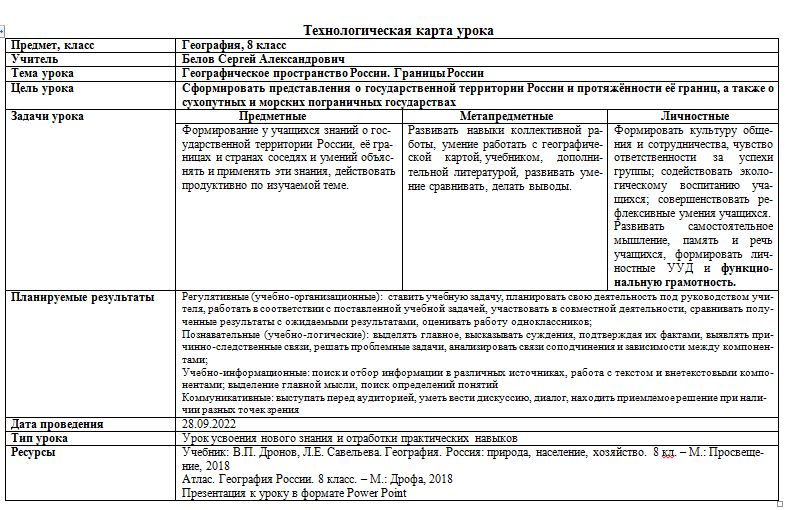 Технологическая карта урока
Предмет, класс География, 8 класс
Учитель Белов Сергей Александрович
Тема урока Географическое пространство России. Границы России
Цель урока Сформировать представления о государственной территории России и протяжённости её границ, а также о
сухопутных и морских пограничных государствах
Задачи урока Предметные Метапредметные Личностные
Формирование у учащихся знаний о гос-
ударственной территории России, её гра-
ницах и странах соседях и умений объяс-
нять и применять эти знания, действовать
продуктивно по изучаемой теме.
Развивать навыки коллективной ра-
боты, умение работать с географиче-
ской картой, учебником, дополни-
тельной литературой, развивать уме-
ние сравнивать, делать выводы.
Формировать культуру обще-
ния и сотрудничества, чувство
ответственности за успехи
группы; содействовать эколо-
гическому воспитанию уча-
щихся; совершенствовать ре-
флексивные умения учащихся.
Развивать самостоятельное
мышление, память и речь
учащихся, формировать лич-
ностные УУД и функцио-
нальную грамотность.
Планируемые результаты Регулятивные (учебно-организационные): ставить учебную задачу, планировать свою деятельность под руководством учи-
теля, работать в соответствии с поставленной учебной задачей, участвовать в совместной деятельности, сравнивать полу-
ченные результаты с ожидаемыми результатами, оценивать работу одноклассников;
Познавательные (учебно-логические): выделять главное, высказывать суждения, подтверждая их фактами, выявлять при-
чинно-следственные связи, решать проблемные задачи, анализировать связи соподчинения и зависимости между компонен-
тами;
Учебно-информационные: поиск и отбор информации в различных источниках, работа с текстом и внетекстовыми компо-
нентами; выделение главной мысли, поиск определений понятий
Коммуникативные: выступать перед аудиторией, уметь вести дискуссию, диалог, находить приемлемое решение при нали-
чии разных точек зрения
Дата проведения 28.09.2022
Тип урока Урок усвоения нового знания и отработки практических навыков
Ресурсы Учебник: В.П. Дронов, Л.Е. Савельева. География. Россия: природа, население, хозяйство. 8 кл. – М.: Просвеще-
ние, 2018
Атлас. География России. 8 класс. – М.: Дрофа, 2018
Презентация к уроку в формате Power Point